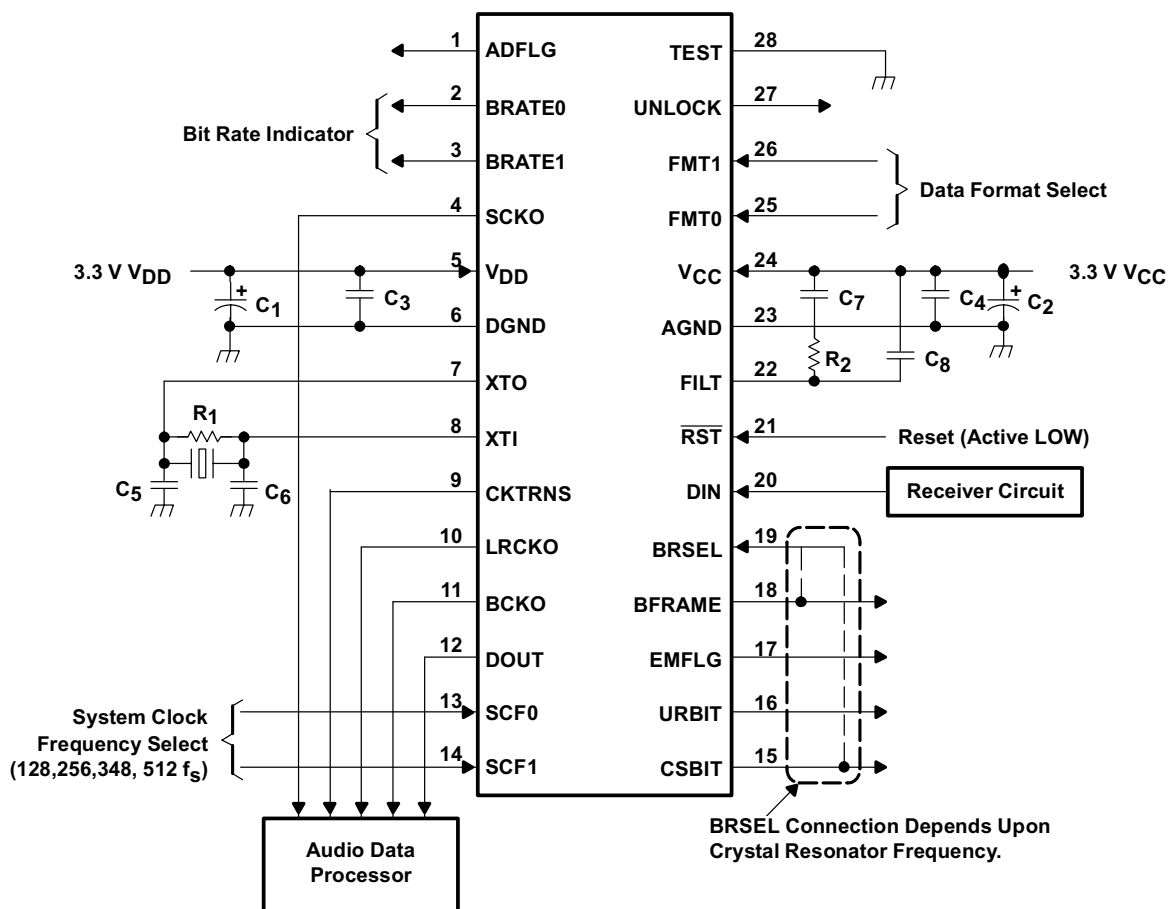 1 ADFLG TEST 28
2 BRATE0 UNLOCK 27
Bit Rate Indicator
3 BRATE1 FMT1 26
Data Format Select
4 SCKO FMT0 25
3.3 V VDD 5 VDD VCC 24 3.3 V VCC
+ C1 C3 C7 C4 + C2
6 DGND AGND 23
R2 C8
7 XTO FILT 22
R1
8 XTI RST 21 Reset (Active LOW)
C5 C6
9 CKTRNS DIN 20 Receiver Circuit
10 LRCKO BRSEL 19
11 BCKO BFRAME 18
12 DOUT EMFLG 17
13 SCF0 URBIT 16
System Clock
Frequency Select
(128,256,348, 512 fs)
14 SCF1 CSBIT 15
BRSEL Connection Depends Upon
Crystal Resonator Frequency.
Audio Data
Processor